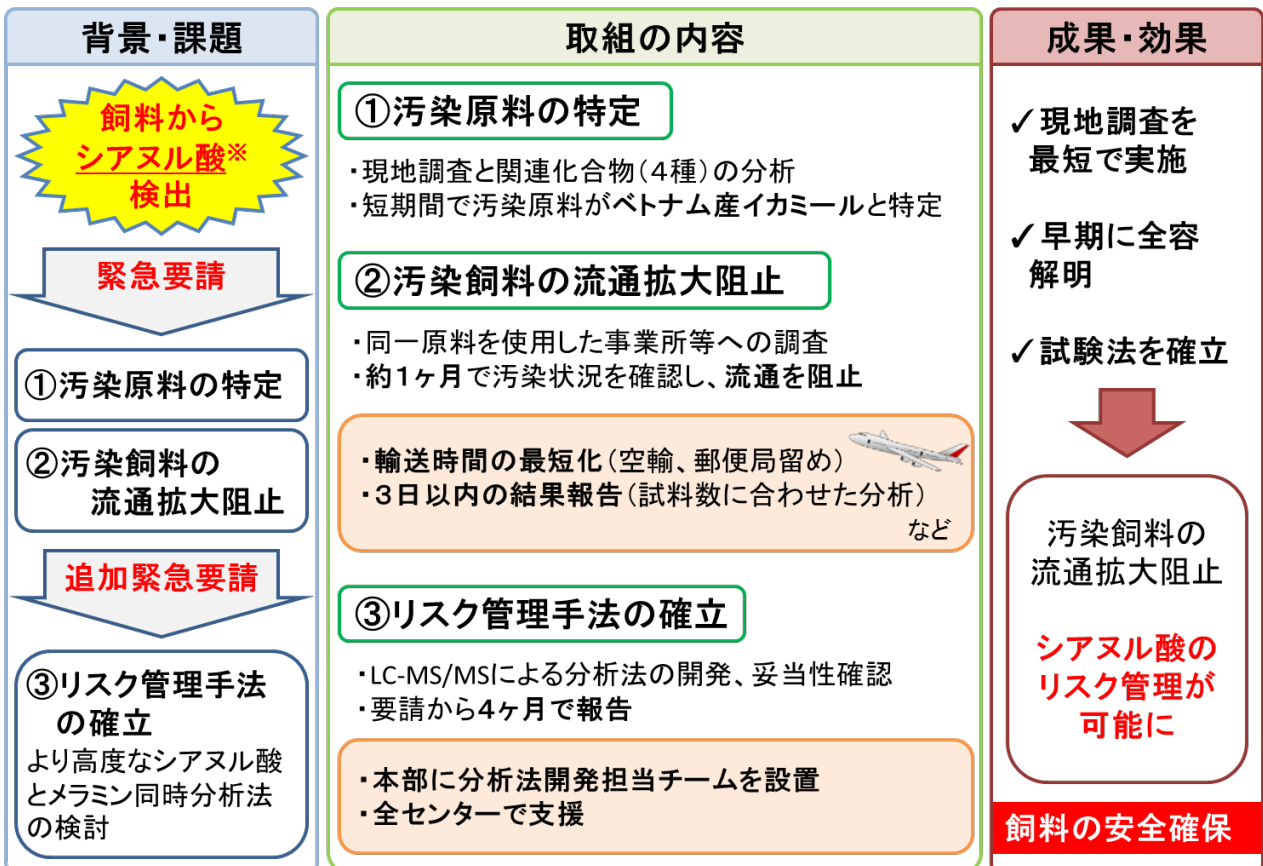 背景・課題
飼料から
シアヌル酸※
検出
緊急要請
①汚染原料の特定
②汚染飼料の
流通拡大阻止
追加緊急要請
③リスク管理手法
の確立
より高度なシアヌル酸
とメラミン同時分析法
の検討
取組の内容
①汚染原料の特定
・現地調査と関連化合物（４種）の分析
・短期間で汚染原料がベトナム産イカミールと特定
②汚染飼料の流通拡大阻止
・同一原料を使用した事業所等への調査
・約１ヶ月で汚染状況を確認し、流通を阻止
・輸送時間の最短化（空輸、郵便局留め）
・３日以内の結果報告（試料数に合わせた分析）
など
③リスク管理手法の確立
・LC-MS/MSによる分析法の開発、妥当性確認
・要請から４ヶ月で報告
・本部に分析法開発担当チームを設置
・全センターで支援
成果・効果
✓現地調査を
最短で実施
✓早期に全容
解明
✓試験法を確立
汚染飼料の
流通拡大阻止
シアヌル酸の
リスク管理が
可能に
飼料の安全確保